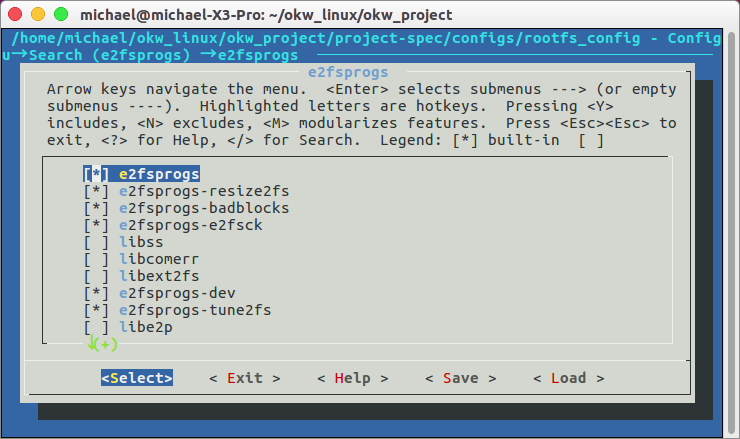 michael@michael-X3-Pro: ~/okw_linux/okw_project
/home/michael/okw_linux/okw_project/project-spec/configs/rootfs_config - Config
u→Search (e2fsprogs) →e2fsprogs
e2fsprogs
Arrow keys navigate the menu.  <Enter> selects submenus ---> (or empty
submenus ----).  Highlighted letters are hotkeys.  Pressing <Y>
includes, <N> excludes, <M> modularizes features.  Press <Esc><Esc> to
exit, <?> for Help, </> for Search.  Legend: [*] built-in  [ ]
[*] e2fsprogs
[*] e2fsprogs-resize2fs
[*] e2fsprogs-badblocks
[*] e2fsprogs-e2fsck
[ ] libss
[ ] libcomerr
[ ] libext2fs
[*] e2fsprogs-dev
[*] e2fsprogs-tune2fs
[ ] libe2p
↓(+)
<Select>    < Exit >    < Help >    < Save >    < Load >